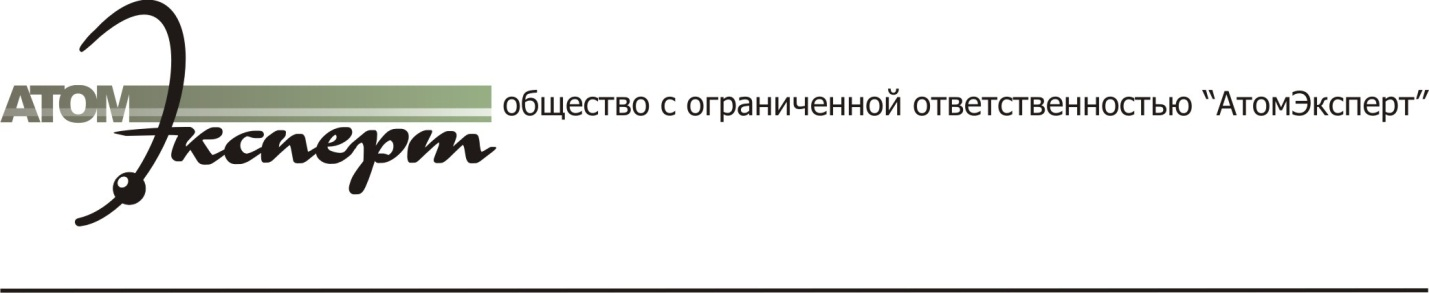 АТОМ
Эксперт
общество с ограниченной ответственностью “АтомЭксперт”